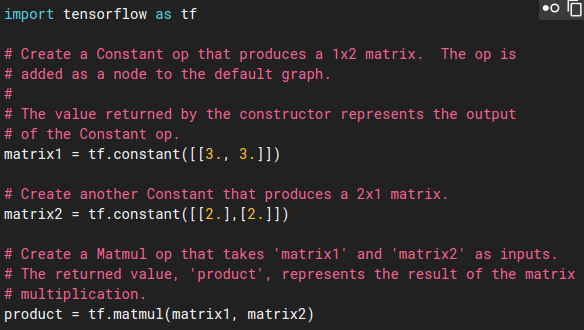 import tensorflow as tf
# Create a Constant op that produces a 1x2 matrix.  The op is
# added as a node to the default graph.
#
# The value returned by the constructor represents the output
# of the Constant op.
matrix1 = tf.constant([[3., 3.]])
# Create another Constant that produces a 2x1 matrix.
matrix2 = tf.constant([[2.],[2.]])
# Create a Matmul op that takes 'matrix1' and 'matrix2' as inputs.
# The returned value, 'product', represents the result of the matrix
# multiplication.
product = tf.matmul(matrix1, matrix2)